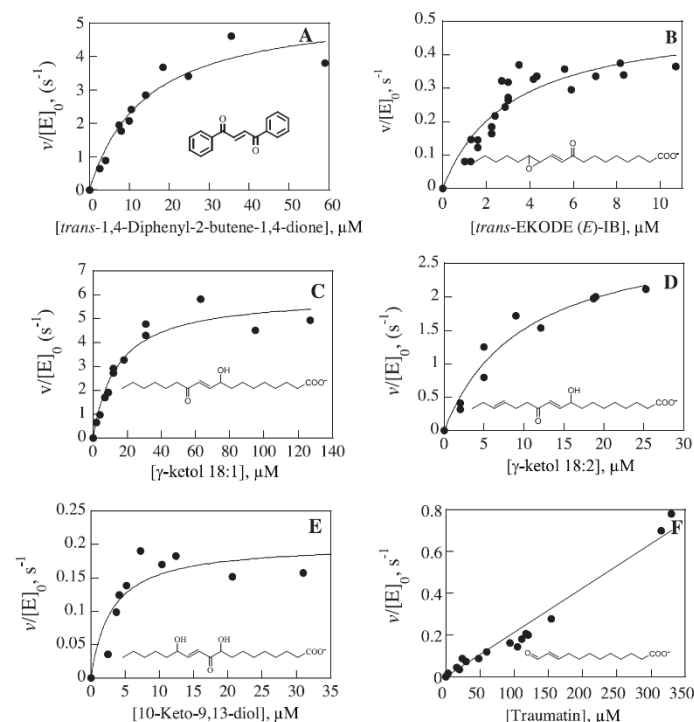 A
v/[E]₀, (s⁻¹)
5
4
3
2
1
0
O
O
0 10 20 30 40 50 60
[trans-1,4-Diphenyl-2-butene-1,4-dione], µM
B
v/[E]₀, s⁻¹
0.5
0.4
0.3
0.2
0.1
0.0
O
O
COO⁻
0 2 4 6 8 10
[trans-EKODE (E)-IB], µM
C
v/[E]₀ (s⁻¹)
7
6
5
4
3
2
1
0
OH
O
COO⁻
0 20 40 60 80 100 120 140
[γ-ketol 18:1], µM
D
v/[E]₀ (s⁻¹)
2.5
2
1.5
1
0.5
0
OH
O
COO⁻
0 5 10 15 20 25 30
[γ-ketol 18:2], µM
E
v/[E]₀, s⁻¹
0.25
0.20
0.15
0.1
0.05
0
OH
OH
O
COO⁻
0 5 10 15 20 25 30 35
[10-Keto-9,13-diol], µM
F
v/[E]₀, s⁻¹
0.8
0.6
0.4
0.2
0
O
COO⁻
0 50 100 150 200 250 300 350
[Traumatin], µM